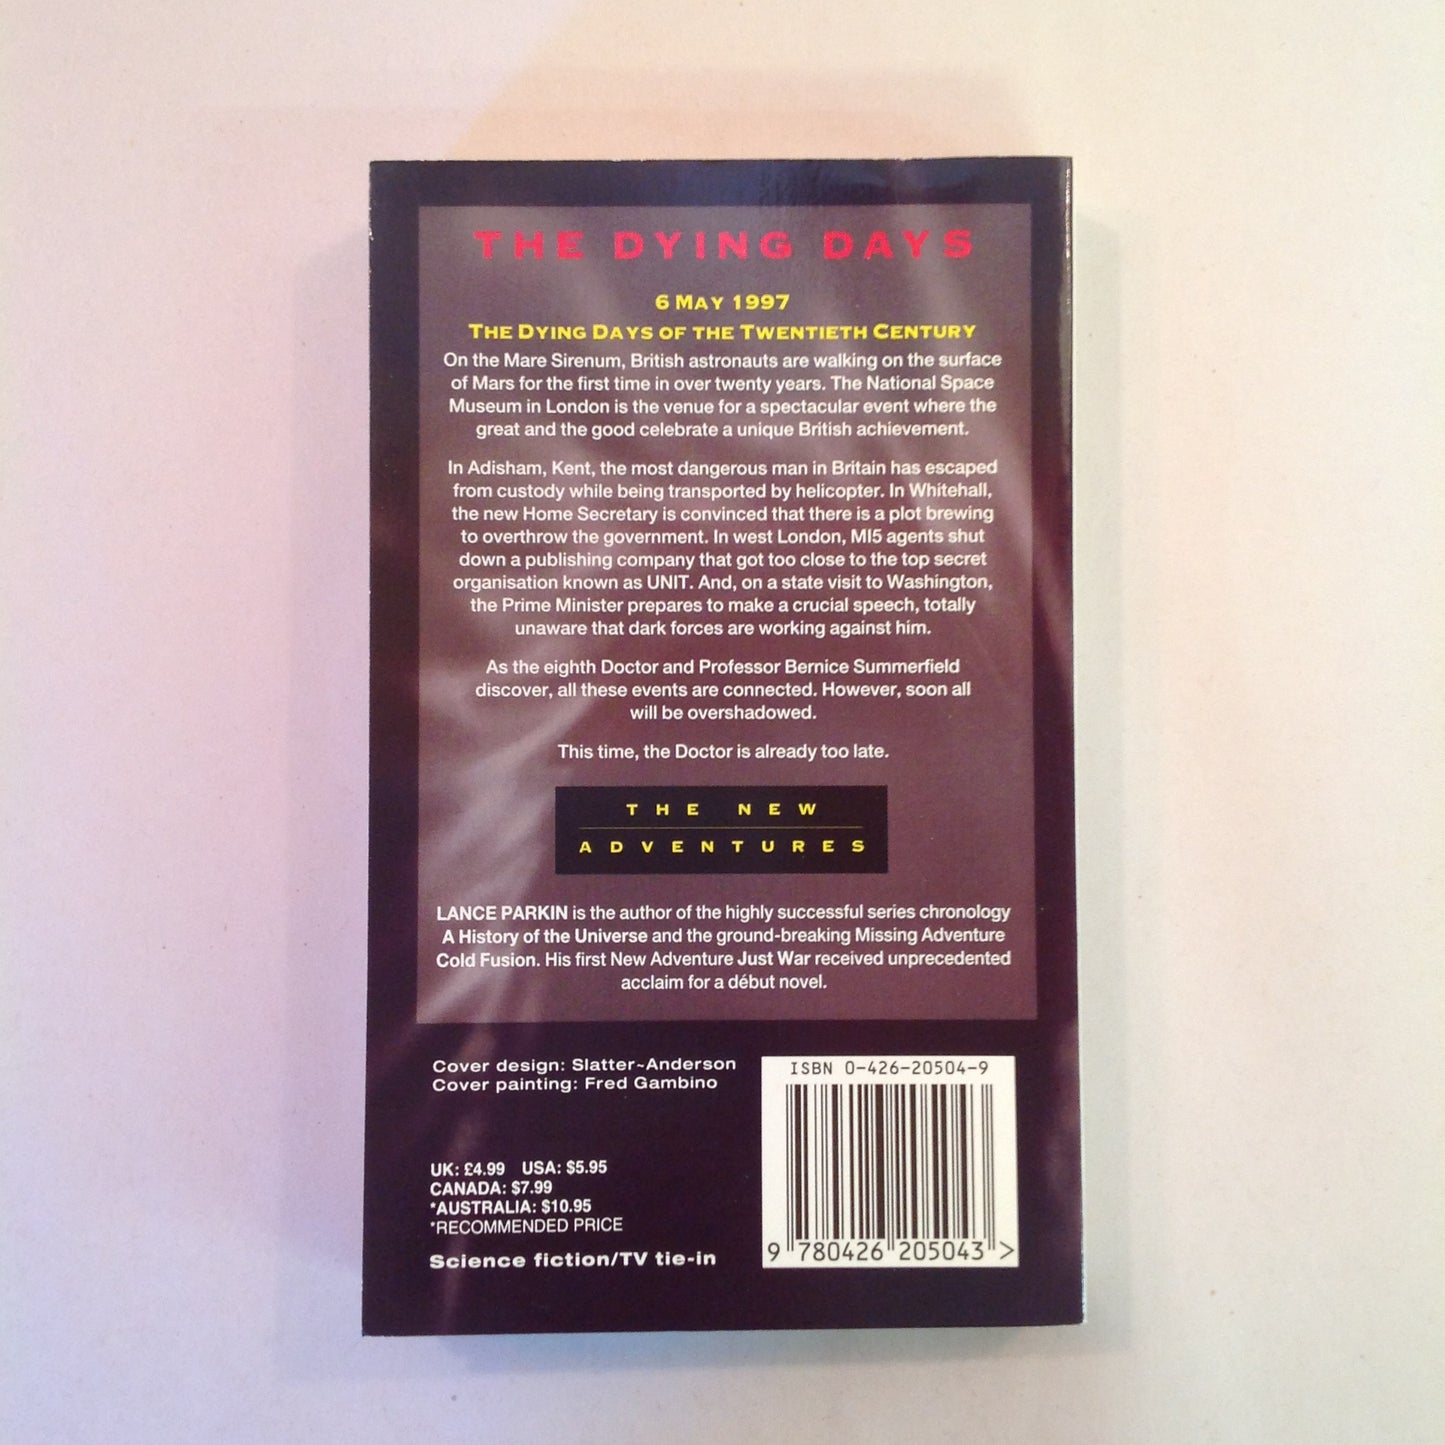 THE DYING DAYS
6 MAY 1997
THE DYING DAYS OF THE TWENTIETH CENTURY
On the Mare Sirenum, British astronauts are walking on the surface
of Mars for the first time in over twenty years. The National Space
Museum in London is the venue for a spectacular event where the
great and the good celebrate a unique British achievement.
In Adisham, Kent, the most dangerous man in Britain has escaped
from custody while being transported by helicopter. In Whitehall,
the new Home Secretary is convinced that there is a plot brewing
to overthrow the government. In west London, MI5 agents shut
down a publishing company that got too close to the top secret
organisation known as UNIT. And, on a state visit to Washington,
the Prime Minister prepares to make a crucial speech, totally
unaware that dark forces are working against him.
As the eighth Doctor and Professor Bernice Summerfield
discover, all these events are connected. However, soon all
will be overshadowed.
This time, the Doctor is already too late.
THE NEW
ADVENTURES
LANCE PARKIN is the author of the highly successful series chronology
A History of the Universe and the ground-breaking Missing Adventure
Cold Fusion. His first New Adventure Just War received unprecedented
acclaim for a début novel.
Cover design: Slatter~Anderson
Cover painting: Fred Gambino
ISBN 0-426-20504-9
UK: £4.99 USA: $5.95
CANADA: $7.99
*AUSTRALIA: $10.95
*RECOMMENDED PRICE
Science fiction/TV tie-in
9 780426 205043 >